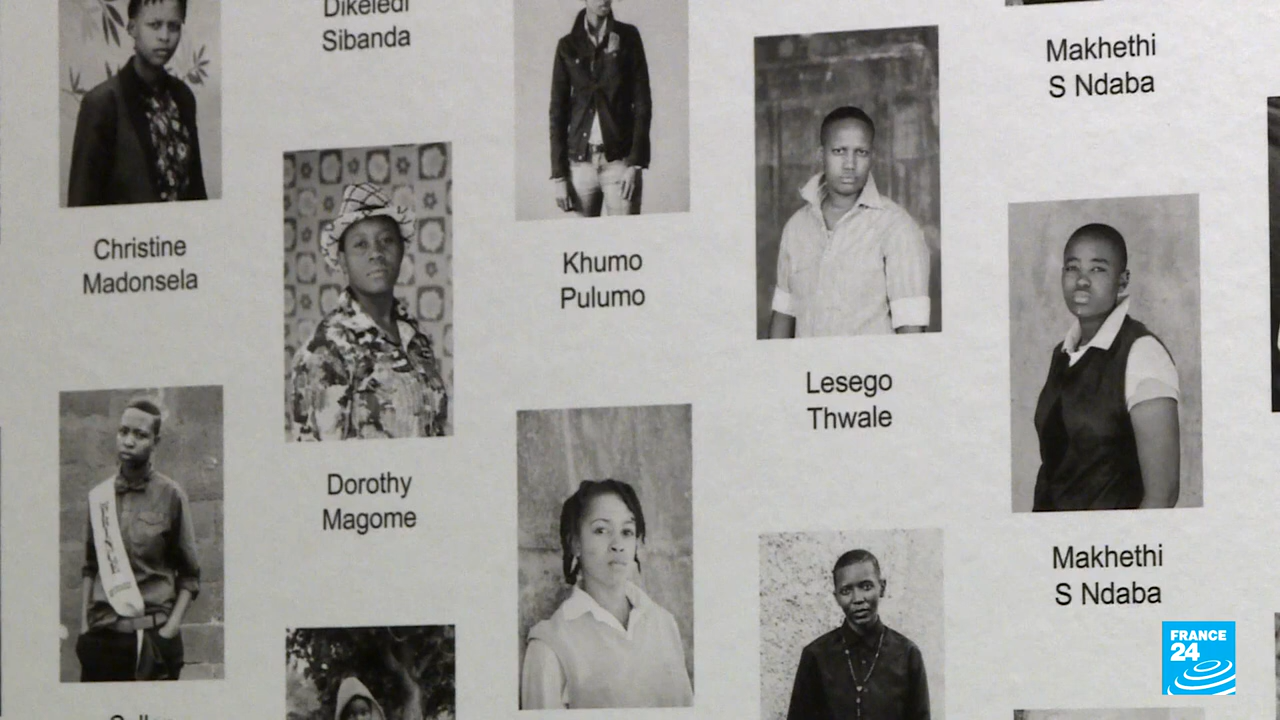 Dikeledi
Sibanda
Makhethi
S Ndaba
Christine
Madonsela
Khumo
Pulumo
Lesego
Thwale
Dorothy
Magome
Makhethi
S Ndaba
FRANCE
24